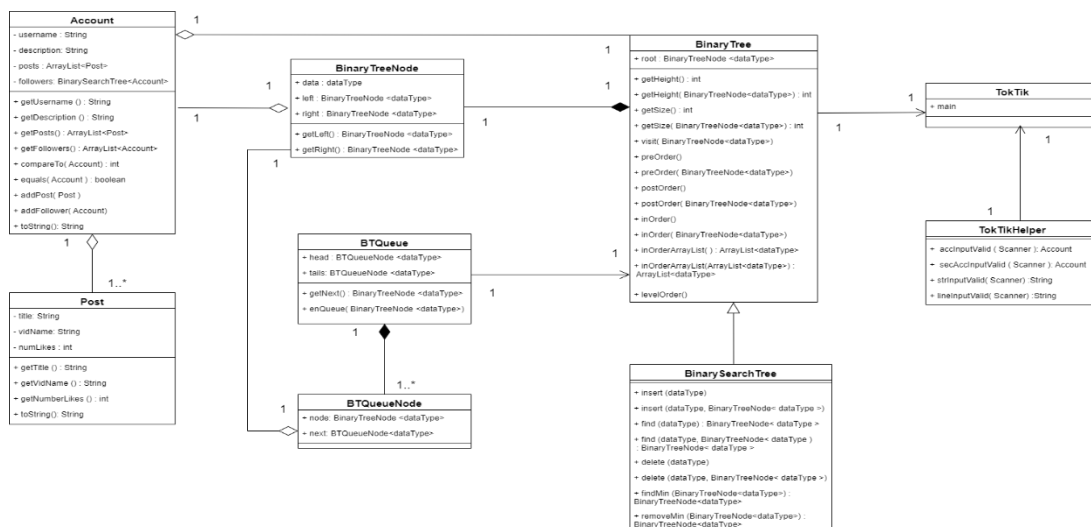 Account
- username : String
- description: String
- posts : ArrayList<Post>
- followers: BinarySearchTree<Account>
+ getUsername () : String
+ getDescription () : String
+ getPosts() : ArrayList<Post>
+ getFollowers() : ArrayList<Account>
+ compareTo( Account) : int
+ equals( Account ) : boolean
+ addPost( Post )
+ addFollower( Account)
+ toString(): String
1
1
1
1..*
Post
- title: String
- vidName: String
- numLikes : int
+ getTitle () : String
+ getVidName () : String
+ getNumberLikes () : int
+ toString(): String
BinaryTreeNode
+ data : dataType
+ left : BinaryTreeNode <dataType>
+ right : BinaryTreeNode <dataType>
+ getLeft() : BinaryTreeNode <dataType>
+ getRight() : BinaryTreeNode <dataType>
1
1
1
BTQueue
+ head : BTQueueNode <dataType>
+ tails: BTQueueNode <dataType>
+ getNext() : BinaryTreeNode <dataType>
+ enQueue( BinaryTreeNode <dataType>)
1
1
1..*
BTQueueNode
+ node: BinaryTreeNode <dataType>
+ next: BTQueueNode<dataType>
1
1
1
1
BinaryTree
+ root : BinaryTreeNode <dataType>
+ getHeight() : int
+ getHeight( BinaryTreeNode<dataType>) : int
+ getSize() : int
+ getSize( BinaryTreeNode<dataType>) : int
+ visit( BinaryTreeNode<dataType>)
+ preOrder()
+ preOrder( BinaryTreeNode<dataType>)
+ postOrder()
+ postOrder( BinaryTreeNode<dataType>)
+ inOrder()
+ inOrder( BinaryTreeNode<dataType>)
+ inOrderArrayList( ) : ArrayList<dataType>
+ inOrderArrayList(ArrayList<dataType>) :
ArrayList<dataType>
+ levelOrder()
1
1
BinarySearchTree
+ insert (dataType)
+ insert (dataType, BinaryTreeNode< dataType >)
+ find (dataType) : BinaryTreeNode< dataType >
+ find (dataType, BinaryTreeNode< dataType )
: BinaryTreeNode< dataType >
+ delete (dataType)
+ delete (dataType, BinaryTreeNode< dataType >)
+ findMin (BinaryTreeNode<dataType>) :
BinaryTreeNode<dataType>
+ removeMin (BinaryTreeNode<dataType>) :
BinaryTreeNode<dataType>
TokTik
+ main
1
1
TokTikHelper
+ accInputValid ( Scanner ): Account
+ secAccInputValid ( Scanner ): Account
+ strInputValid( Scanner) :String
+ lineInputValid( Scanner) :String